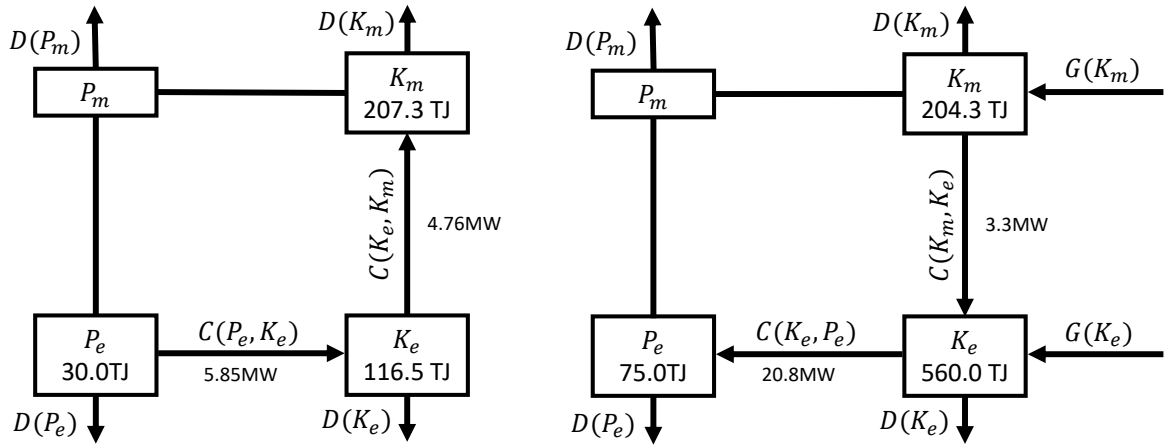 D(P_m)
D(K_m)
P_m
K_m
207.3 TJ
C(K_e, K_m)
4.76MW
P_e
30.0TJ
C(P_e, K_e)
5.85MW
K_e
116.5 TJ
D(P_e)
D(K_e)
D(P_m)
D(K_m)
P_m
K_m
204.3 TJ
G(K_m)
C(K_m, K_e)
3.3MW
P_e
75.0TJ
C(K_e, P_e)
20.8MW
K_e
560.0 TJ
G(K_e)
D(P_e)
D(K_e)